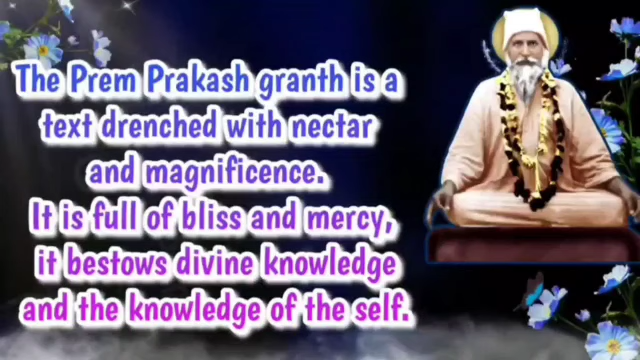 The Prem Prakash granth is a
text drenched with nectar
and magnificence.
It is full of bliss and mercy,
it bestows divine knowledge
and the knowledge of the self.